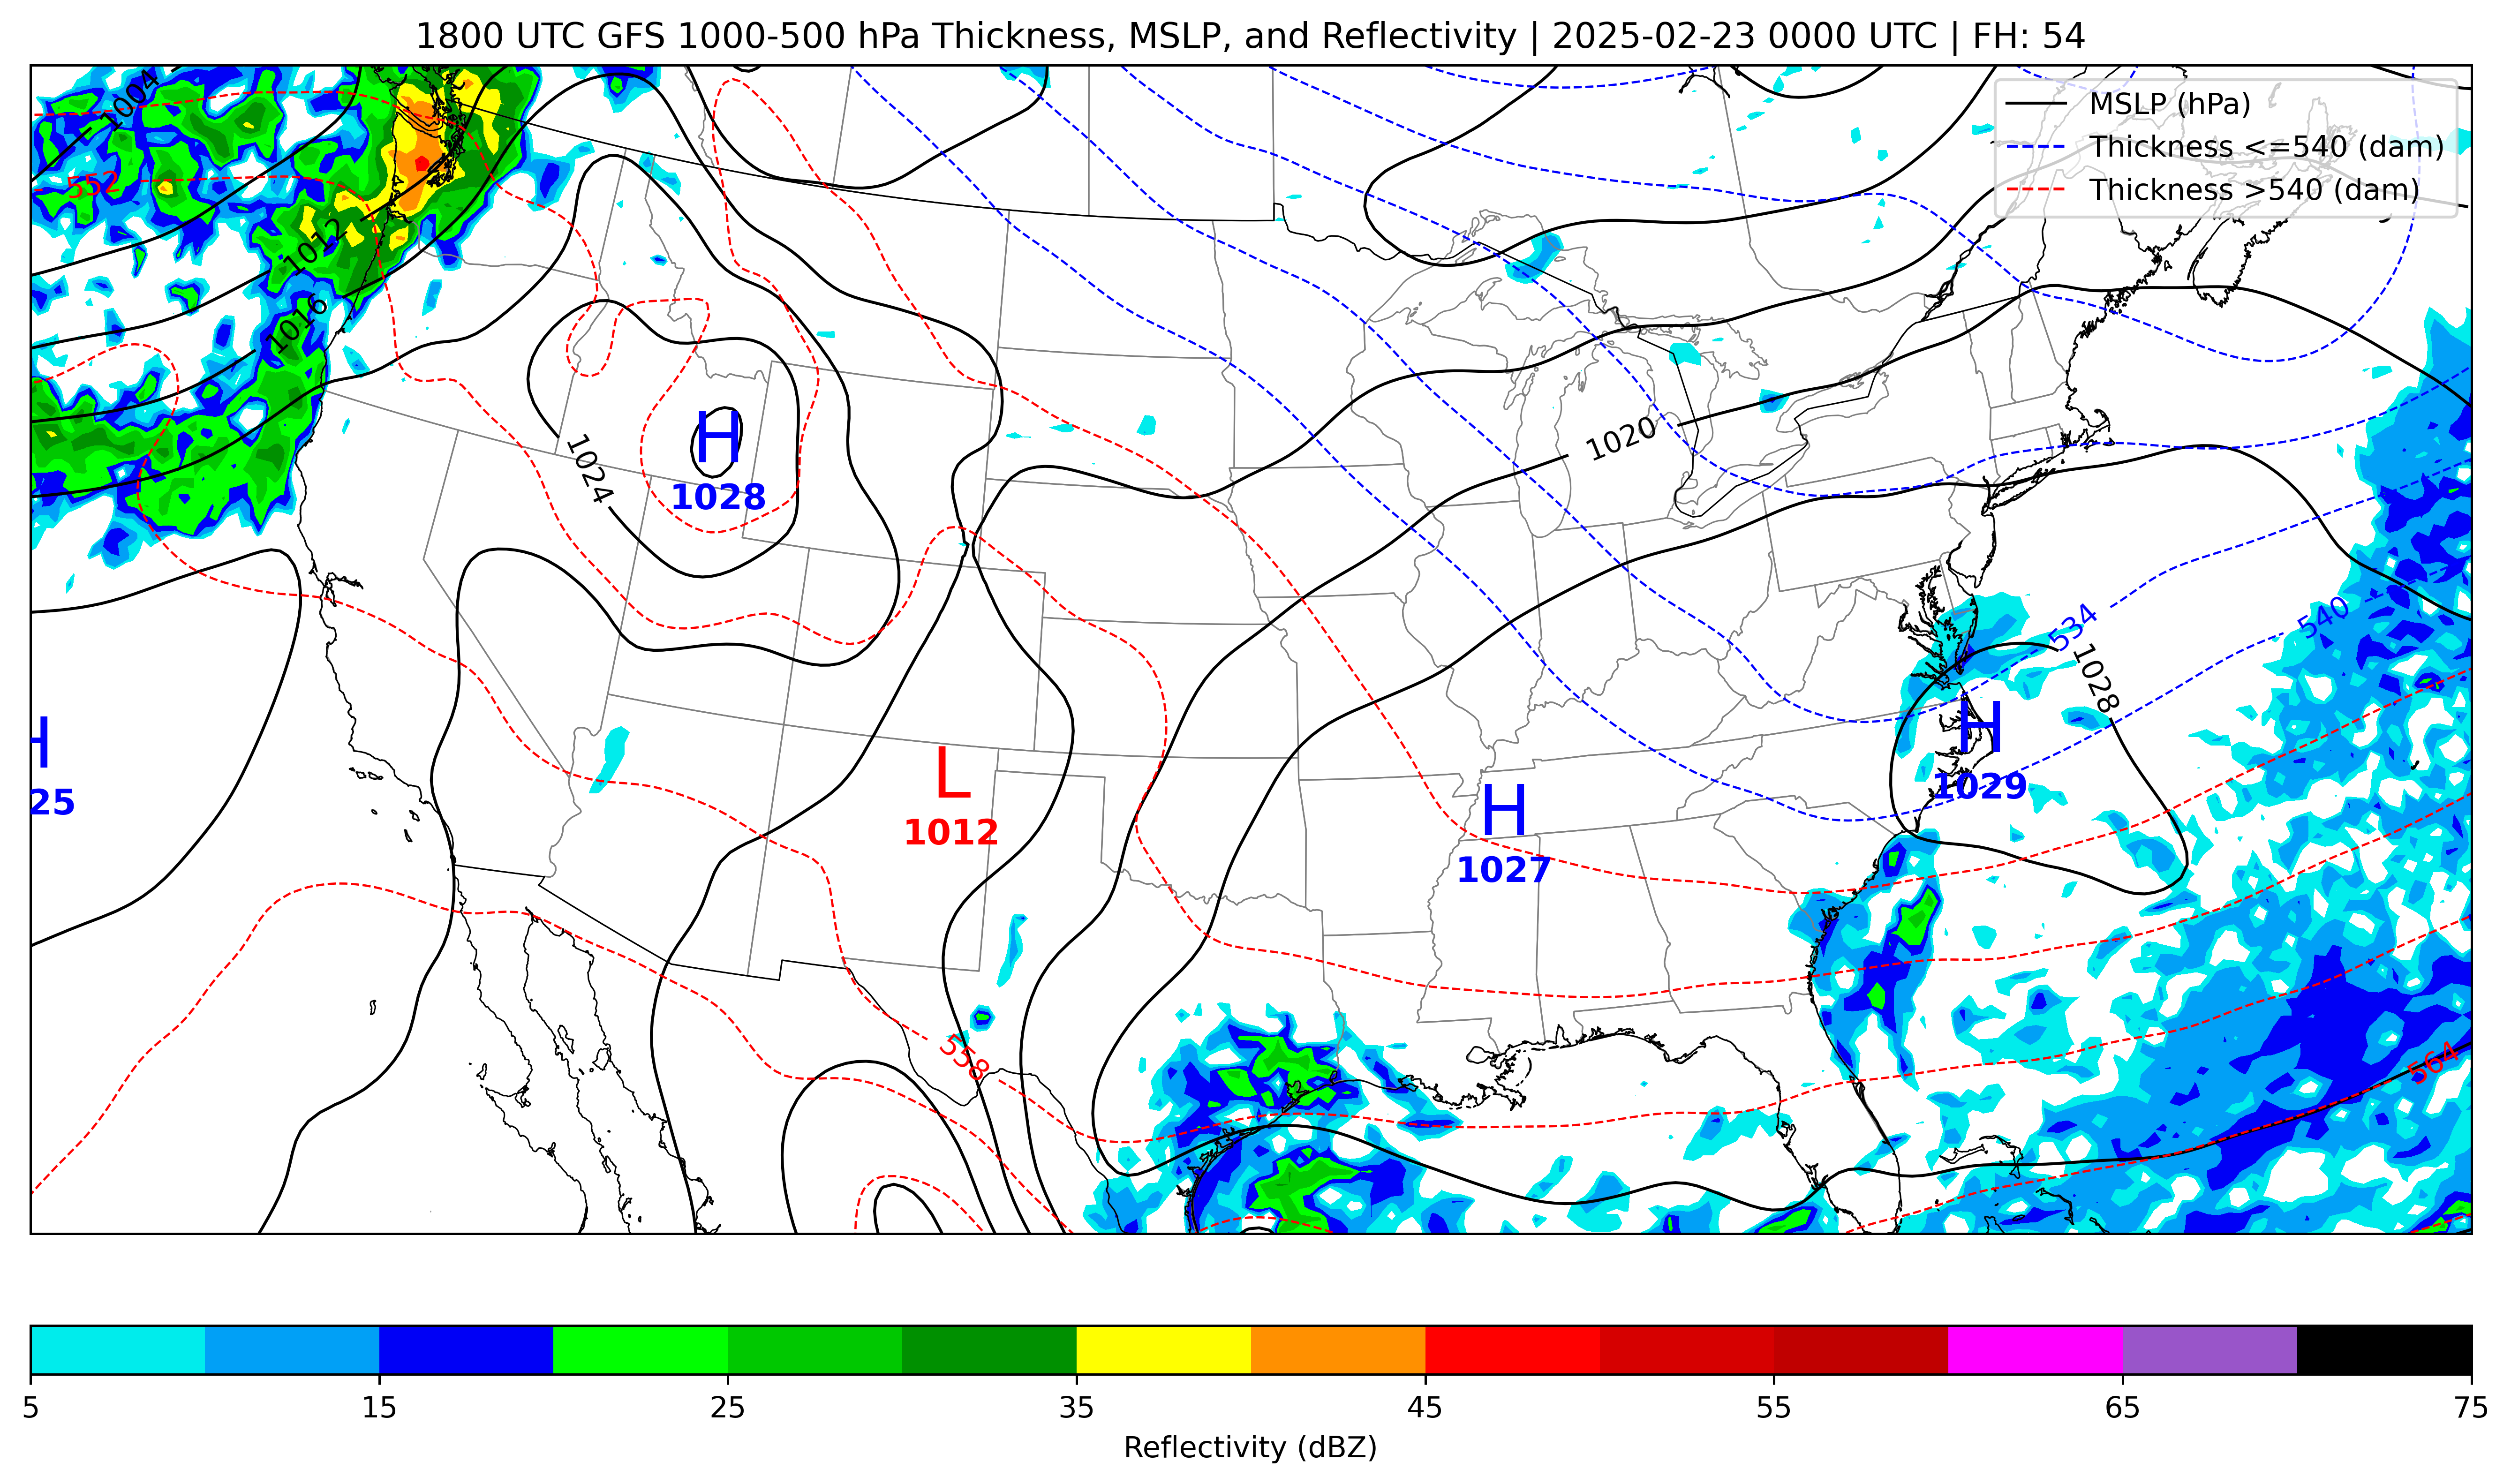 1800 UTC GFS 1000-500 hPa Thickness, MSLP, and Reflectivity | 2025-02-23 0000 UTC | FH: 54
MSLP (hPa)
Thickness <=540 (dam)
Thickness >540 (dam)
1004
552
1012
1016
1020
1024
H
1028
534
540
1028
H
25
H
1029
L
1012
H
1027
558
564
5
15
25
35
45
55
65
75
Reflectivity (dBZ)